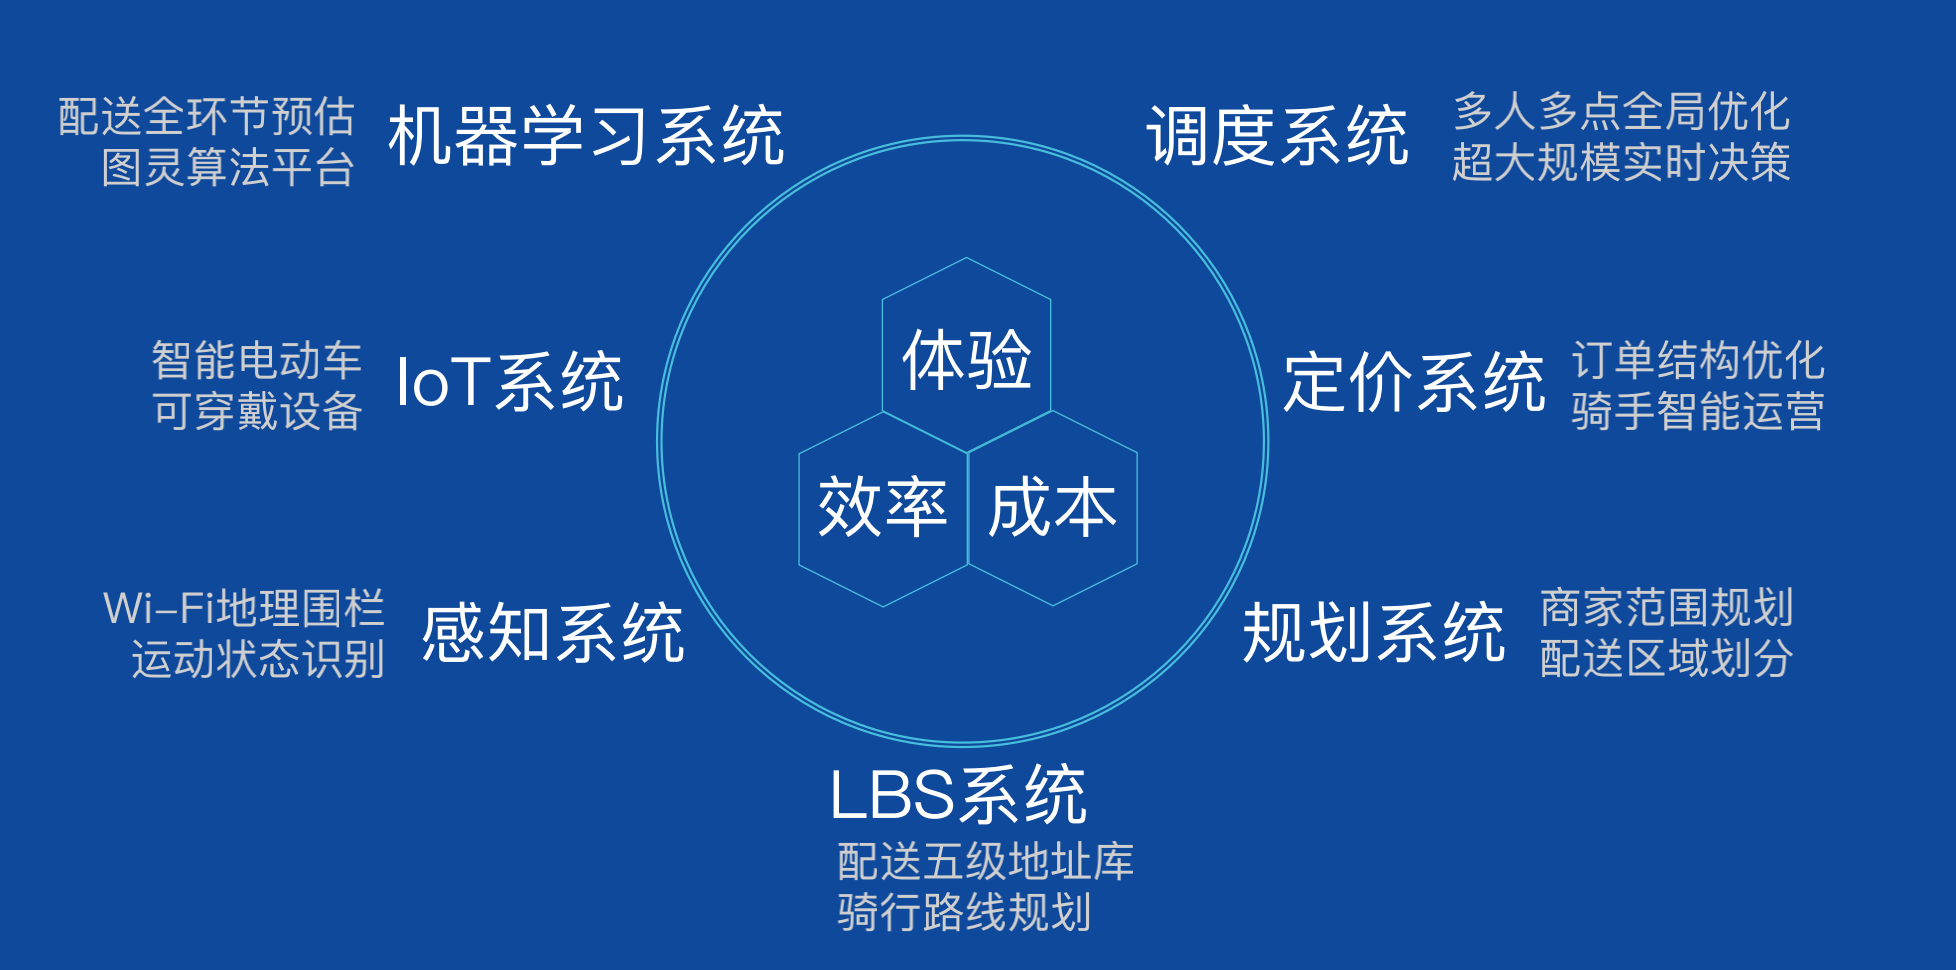 配送全环节预估
图灵算法平台
机器学习系统
调度系统
多人多点全局优化
超大规模实时决策
智能电动车
可穿戴设备
IoT系统
体验
效率
成本
定价系统
订单结构优化
骑手智能运营
Wi-Fi地理围栏
运动状态识别
感知系统
规划系统
商家范围规划
配送区域划分
LBS系统
配送五级地址库
骑行路线规划